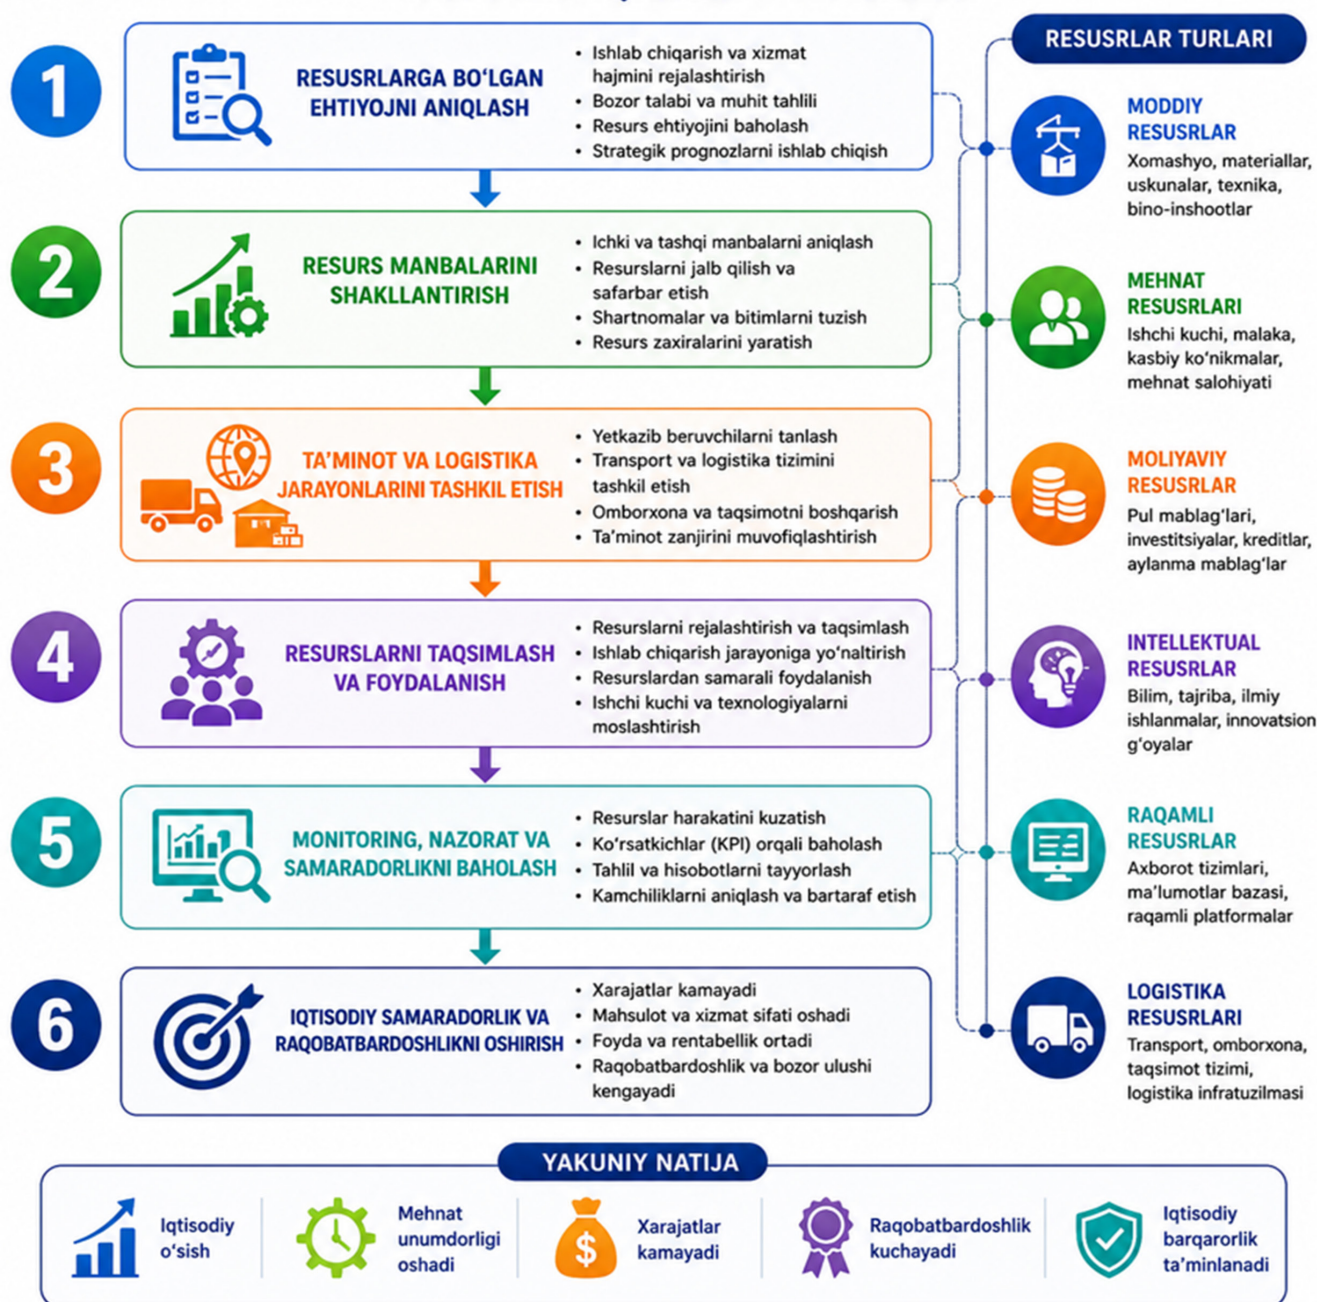 1
RESUSRLARGA BO‘LGAN
EHTIYOJNI ANIQLASH
• Ishlab chiqarish va xizmat
hajmini rejalashtirish
• Bozor talabi va muhit tahlili
• Resurs ehtiyojini baholash
• Strategik prognozlarni ishlab chiqish
2
RESURS MANBALARINI
SHAKLLANTIRISH
• Ichki va tashqi manbalarni aniqlash
• Resurslarni jalb qilish va
safarbar etish
• Shartnomalar va bitimlarni tuzish
• Resurs zaxiralarini yaratish
3
TA’MINOT VA LOGISTIKA
JARAYONLARINI TASHKIL ETISH
• Yetkazib beruvchilarni tanlash
• Transport va logistika tizimini
tashkil etish
• Omborxona va taqsimotni boshqarish
• Ta’minot zanjirini muvofiqlashtirish
4
RESURSLARNI TAQSIMLASH
VA FOYDALANISH
• Resurslarni rejalashtirish va taqsimlash
• Ishlab chiqarish jarayoniga yo‘naltirish
• Resurslardan samarali foydalanish
• Ishchi kuchi va texnologiyalarni
moslashtirish
5
MONITORING, NAZORAT VA
SAMARADORLIKNI BAHOLASH
• Resurslar harakatini kuzatish
• Ko‘rsatkichlar (KPI) orqali baholash
• Tahlil va hisobotlarni tayyorlash
• Kamchiliklarni aniqlash va bartaraf etish
6
IQTISODIY SAMARADORLIK VA
RAQOBATBARDOSHLIKNI OSHIRISH
• Xarajatlar kamayadi
• Mahsulot va xizmat sifati oshadi
• Foyda va rentabellik ortadi
• Raqobatbardoshlik va bozor ulushi
kengayadi
RESUSRLAR TURLARI
MODDIY
RESUSRLAR
Xomashyo, materiallar,
uskunalar, texnika,
bino-inshootlar
MEHNAT
RESUSRLARI
Ishchi kuchi, malaka,
kasbiy ko‘nikmalar,
mehnat salohiyati
MOLIYAVIY
RESUSRLAR
Pul mablag‘lari,
investitsiyalar, kreditlar,
aylanma mablag‘lar
INTELLEKTUAL
RESUSRLAR
Bilim, tajriba, ilmiy
ishlanmalar, innovatsion
g‘oyalar
RAQAMLI
RESUSRLAR
Axborot tizimlari,
ma’lumotlar bazasi,
raqamli platformalar
LOGISTIKA
RESUSRLARI
Transport, omborxona,
taqsimot tizimi,
logistika infratuzilmasi
YAKUNIY NATIJA
Iqtisodiy
o‘sish
Mehnat
unumdorligi
oshadi
$
Xarajatlar
kamayadi
Raqobatbardoshlik
kuchayadi
Iqtisodiy
barqarorlik
ta’minlanadi